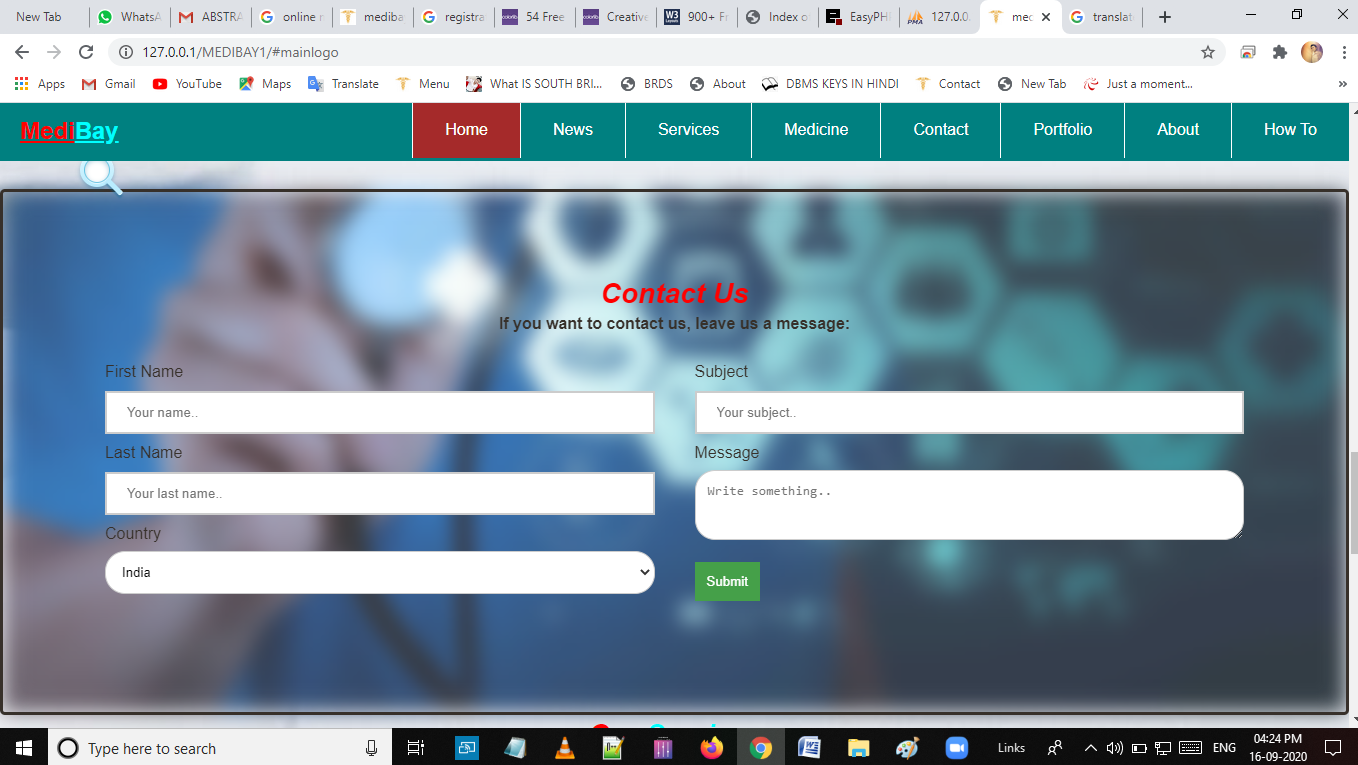 New Tab WhatsA ABSTRA online r mediba registra 54 Free Creative 900+ Fr Index o EasyPHI 127.0.0. med translat
127.0.0.1/MEDIBAY1/#mainlogo
Apps Gmail YouTube Maps Translate Menu What IS SOUTH BRI... BRDS About DBMS KEYS IN HINDI Contact New Tab Just a moment... »
MediBay Home News Services Medicine Contact Portfolio About How To
Contact Us
If you want to contact us, leave us a message:
First Name
Your name..
Last Name
Your last name..
Country
India
Subject
Your subject..
Message
Write something..
Submit
Type here to search
Links
ENG
04:24 PM
16-09-2020